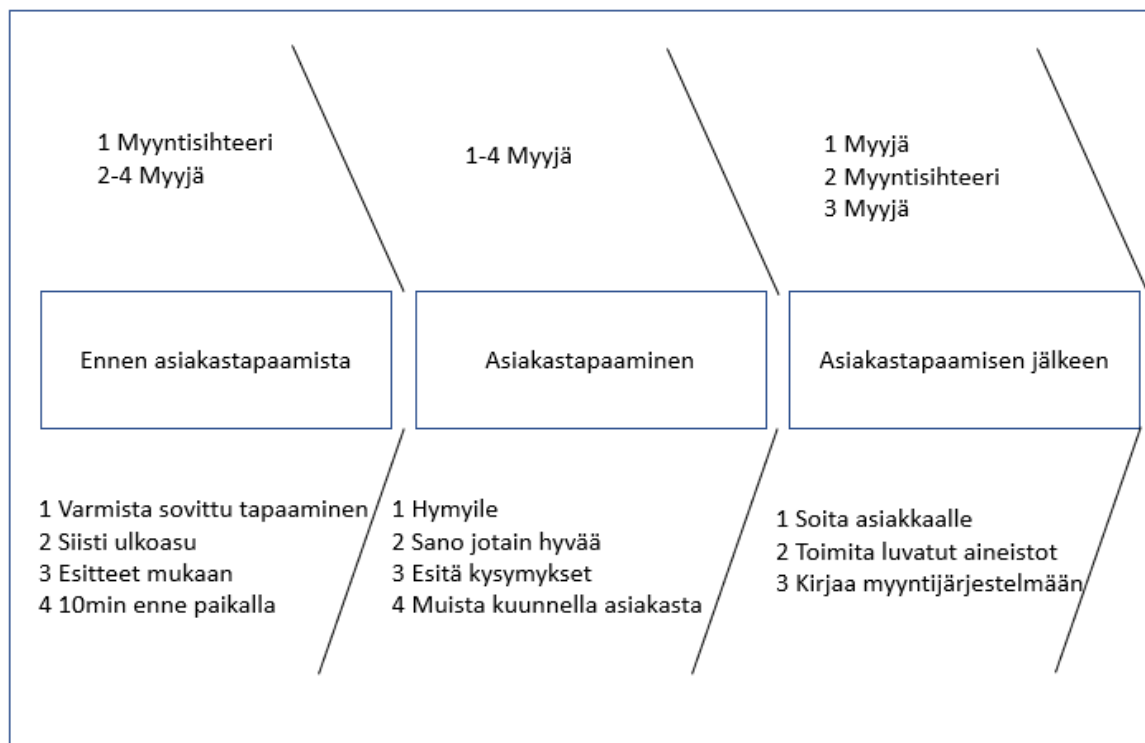 1 Myyntisihteeri
2-4 Myyjä
1-4 Myyjä
1 Myyjä
2 Myyntisihteeri
3 Myyjä
Ennen asiakastapaamista
Asiakastapaaminen
Asiakastapaamisen jälkeen
1 Varmista sovittu tapaaminen
2 Siisti ulkoasu
3 Esitteet mukaan
4 10min enne paikalla
1 Hymyile
2 Sano jotain hyvää
3 Esitä kysymykset
4 Muista kuunnella asiakasta
1 Soita asiakkaalle
2 Toimita luvatut aineistot
3 Kirjaa myyntijärjestelmään